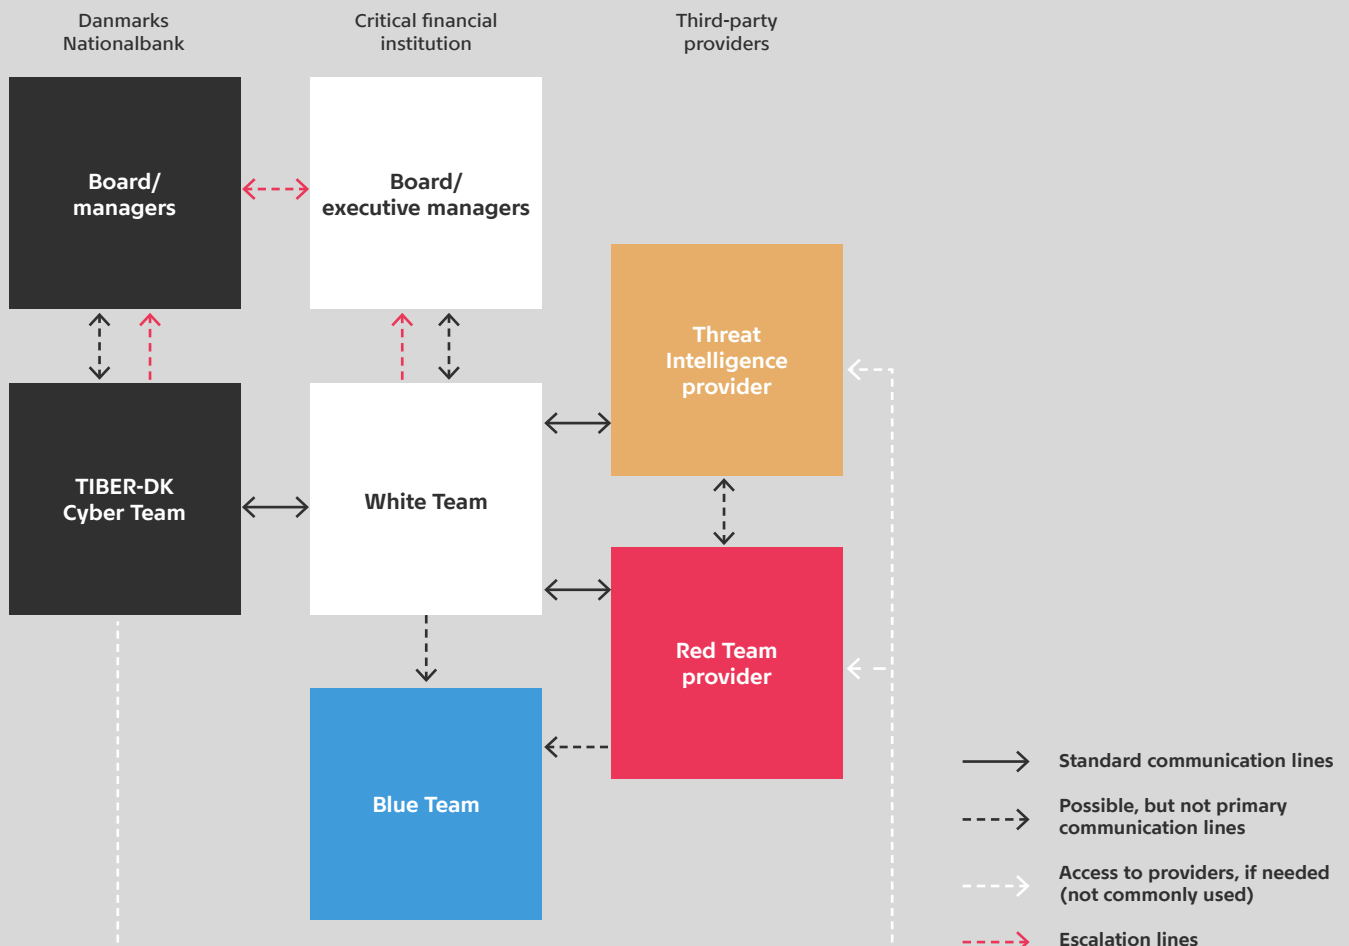 Danmarks
Nationalbank
Critical financial
institution
Third-party
providers
Board/
managers
Board/
executive managers
Threat
Intelligence
provider
TIBER-DK
Cyber Team
White Team
Red Team
provider
Blue Team
Standard communication lines
Possible, but not primary
communication lines
Access to providers, if needed
(not commonly used)
Escalation lines